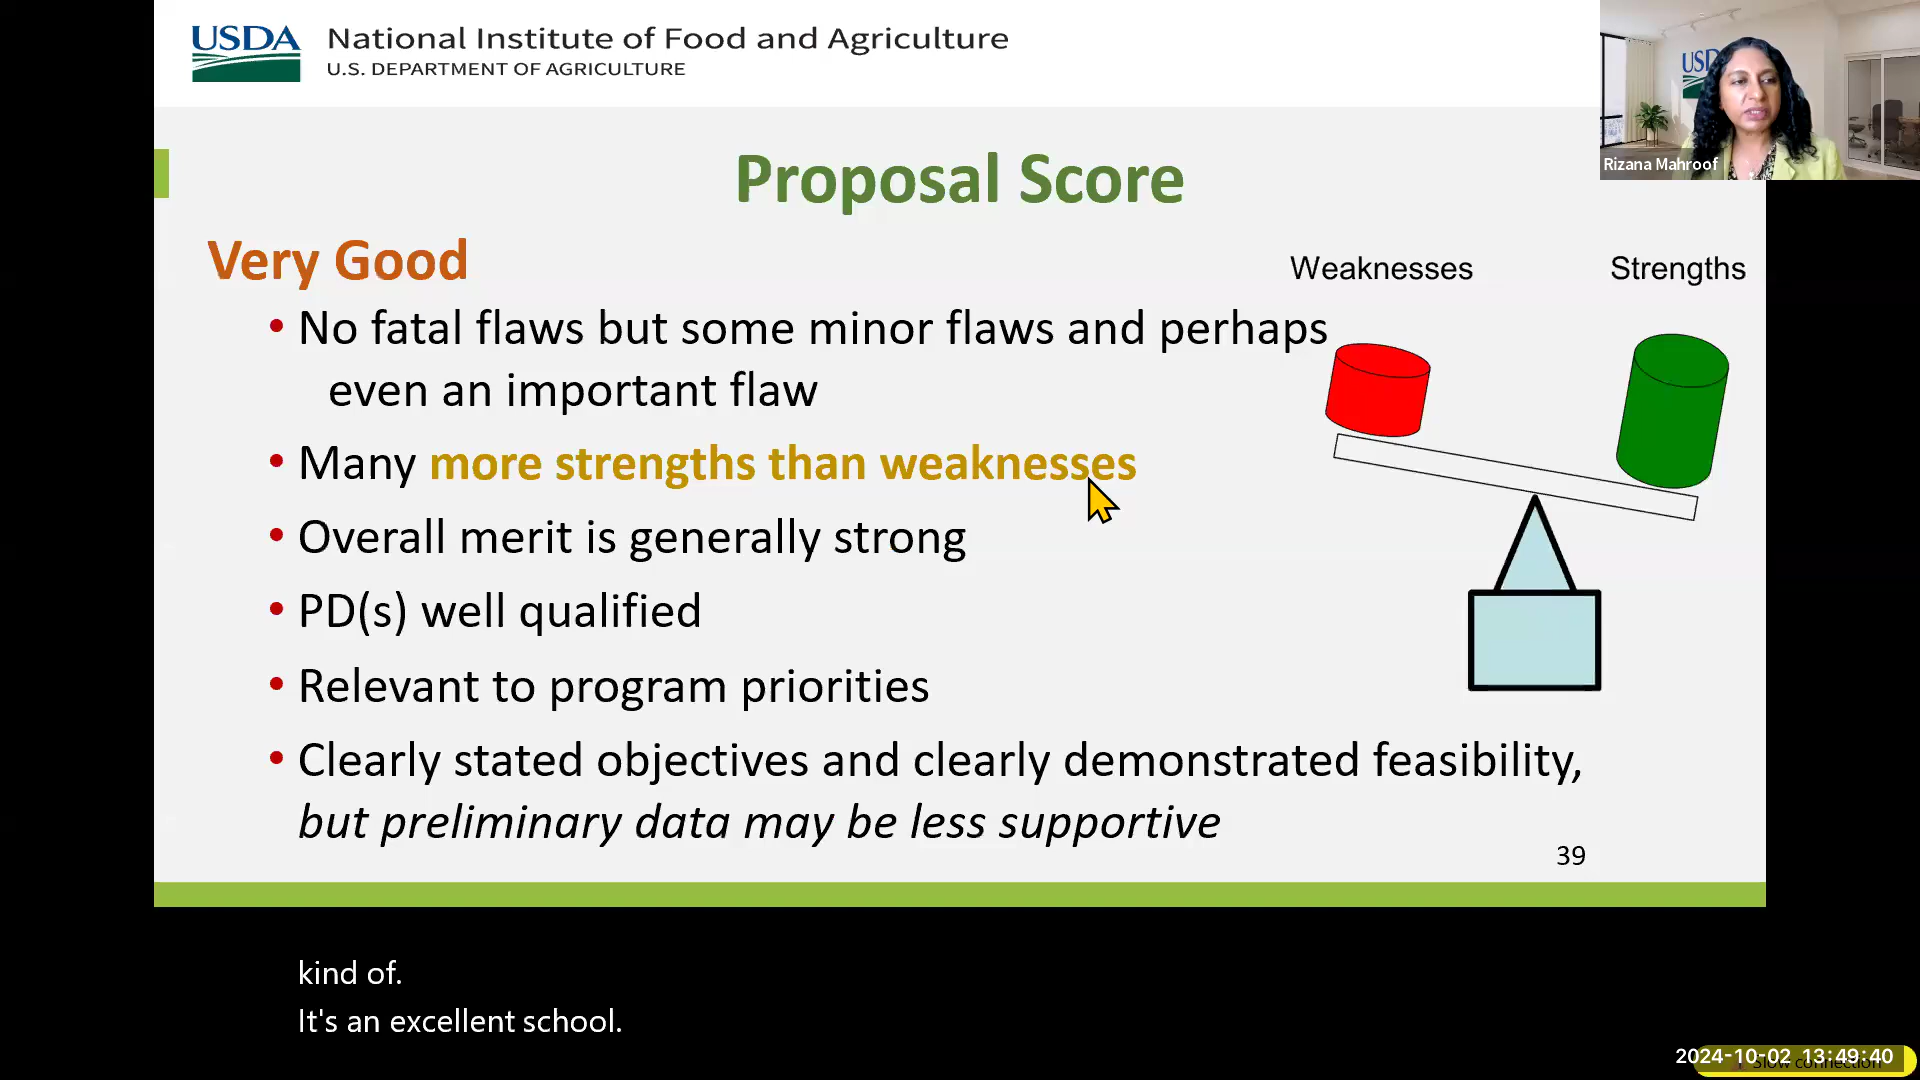 USDA
National Institute of Food and Agriculture
U.S. DEPARTMENT OF AGRICULTURE
USD
Rizana Mahroof
Proposal Score
Very Good
Weaknesses
Strengths
• No fatal flaws but some minor flaws and perhaps
even an important flaw
• Many more strengths than weaknesses
• Overall merit is generally strong
• PD(s) well qualified
• Relevant to program priorities
• Clearly stated objectives and clearly demonstrated feasibility,
but preliminary data may be less supportive
39
kind of.
It's an excellent school.
2024-10-02 13:49:40
Slow connection